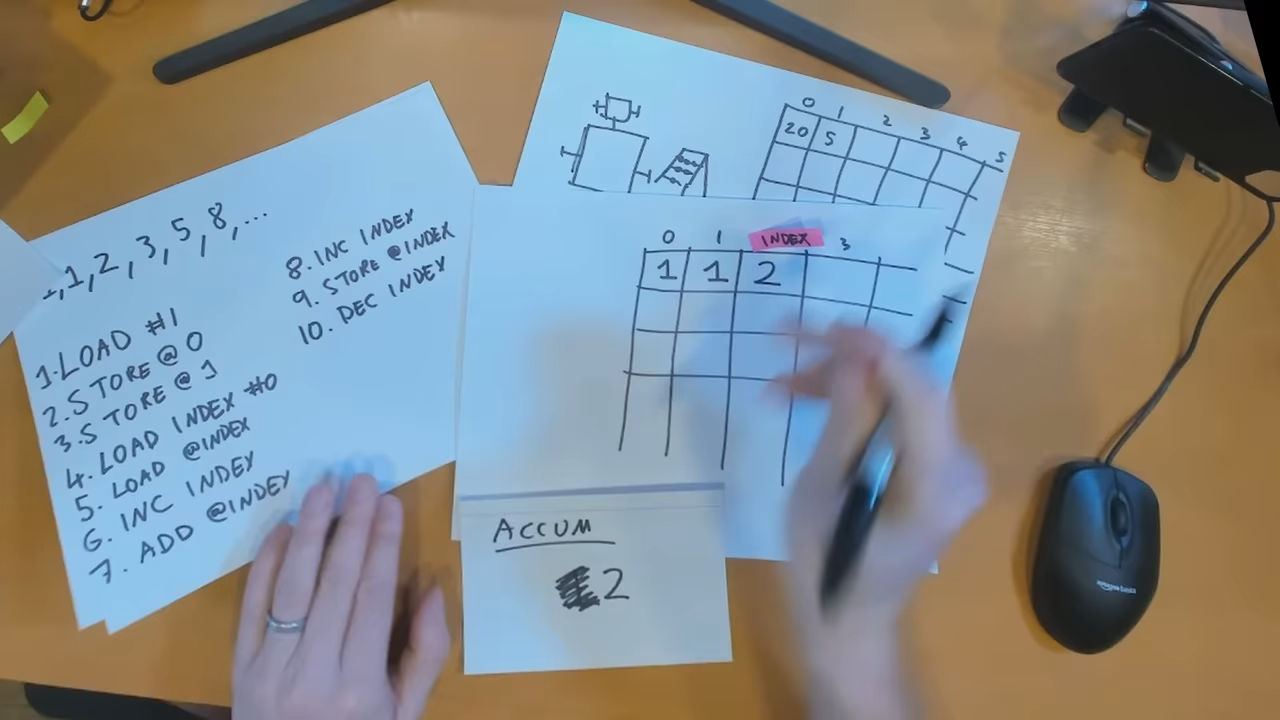 1, 2, 3, 5, 8, ...
1. LOAD #1
2. STORE @ 0
3. STORE @ 1
4. LOAD INDEX #0
5. LOAD @INDEX
6. INC INDEX
7. ADD @INDEX
8. INC INDEX
9. STORE @INDEX
10. DEC INDEX
0 1 2 3 4 5
20 5
0 1 INDEX 3
1 1 2
ACCUM
2
amazon basics